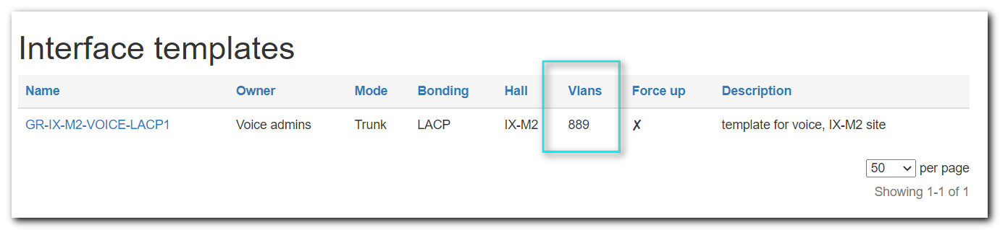 Interface templates
Name Owner Mode Bonding Hall Vlans Force up Description
GR-IX-M2-VOICE-LACP1 Voice admins Trunk LACP IX-M2 889 ✗ template for voice, IX-M2 site
50 per page
Showing 1-1 of 1